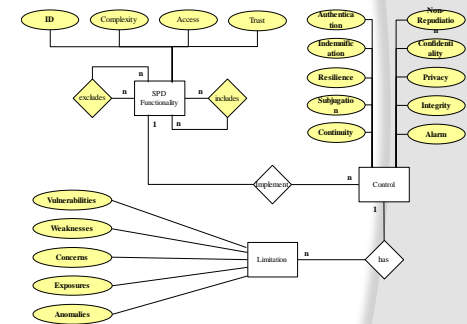 ID
Complexity
Access
Trust
Authentica
tion
Non-
Repudiatio
n
Indemnific
ation
Confidenti
ality
Resilience
Privacy
Subjugatio
n
Integrity
Continuity
Alarm
n
excludes
n
SPD
Functionality
n
includes
1
n
implement
n
Control
1
Vulnerabilities
Weaknesses
Concerns
Exposures
Anomalies
Limitation
n
has